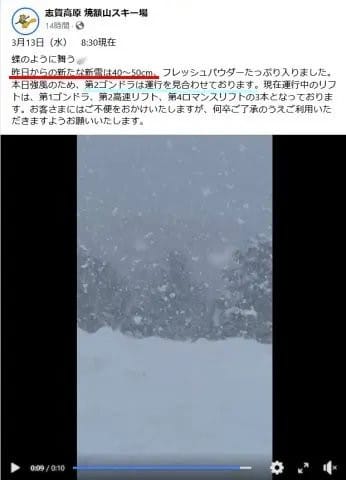 志賀高原 焼額山スキー場
14時間 ·
3月13日（水） 8:30現在
蝶のように舞う🪽
昨日からの新たな新雪は40～50cm。フレッシュパウダーたっぷり入りました。
本日強風のため、第2ゴンドラは運行を見合わせております。現在運行中のリフ
トは、第1ゴンドラ、第2高速リフト、第4ロマンスリフトの3本となっておりま
す。お客さまにはご不便をおかけいたしますが、何卒ご了承のうえご利用いた
だきますようお願いいたします。
0:09 / 0:10